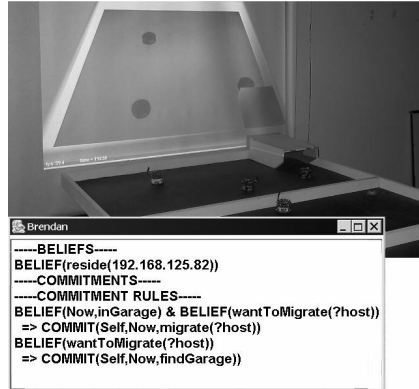 Brendan
-----BELIEFS-----
BELIEF(reside(192.168.125.82))
-----COMMITMENTS-----
-----COMMITMENT RULES-----
BELIEF(Now,inGarage) & BELIEF(wantToMigrate(?host))
=> COMMIT(Self,Now,migrate(?host))
BELIEF(wantToMigrate(?host))
=> COMMIT(Self,Now,findGarage))